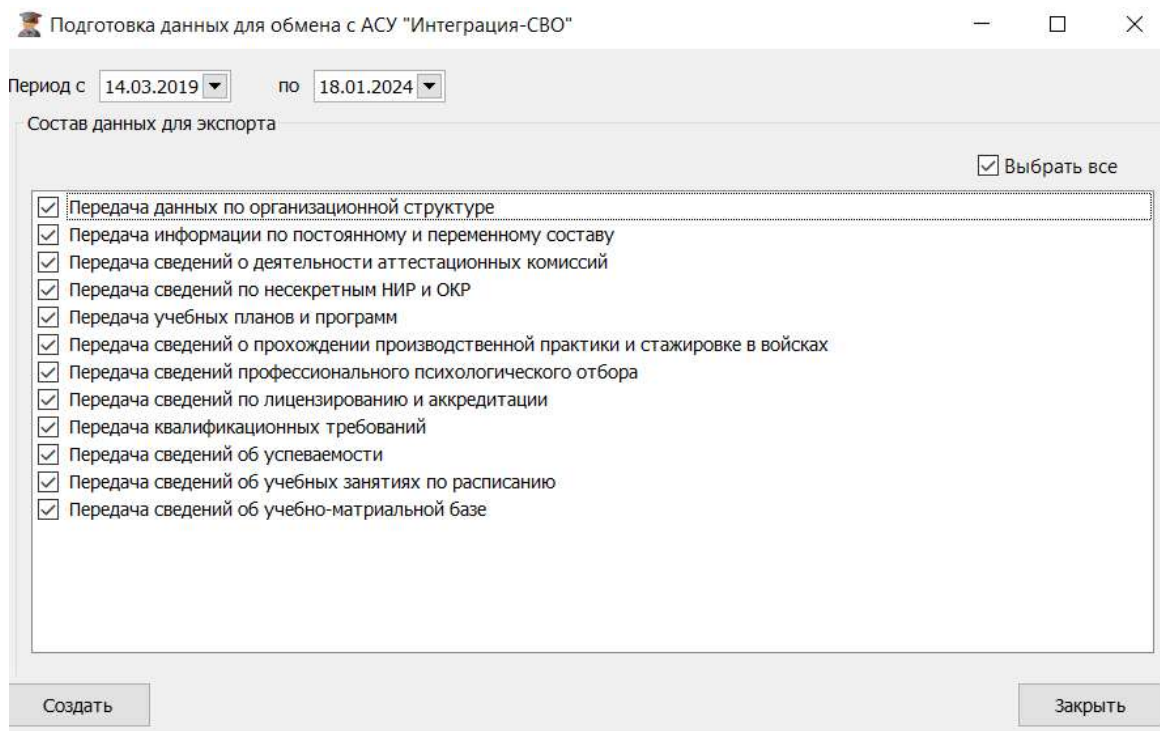 Подготовка данных для обмена с АСУ "Интеграция-СВО"
Период с 14.03.2019 по 18.01.2024
Состав данных для экспорта
Выбрать все
Передача данных по организационной структуре
Передача информации по постоянному и переменному составу
Передача сведений о деятельности аттестационных комиссий
Передача сведений по несекретным НИР и ОКР
Передача учебных планов и программ
Передача сведений о прохождении производственной практики и стажировке в войсках
Передача сведений профессионального психологического отбора
Передача сведений по лицензированию и аккредитации
Передача квалификационных требований
Передача сведений об успеваемости
Передача сведений об учебных занятиях по расписанию
Передача сведений об учебно-матриальной базе
Создать Закрыть